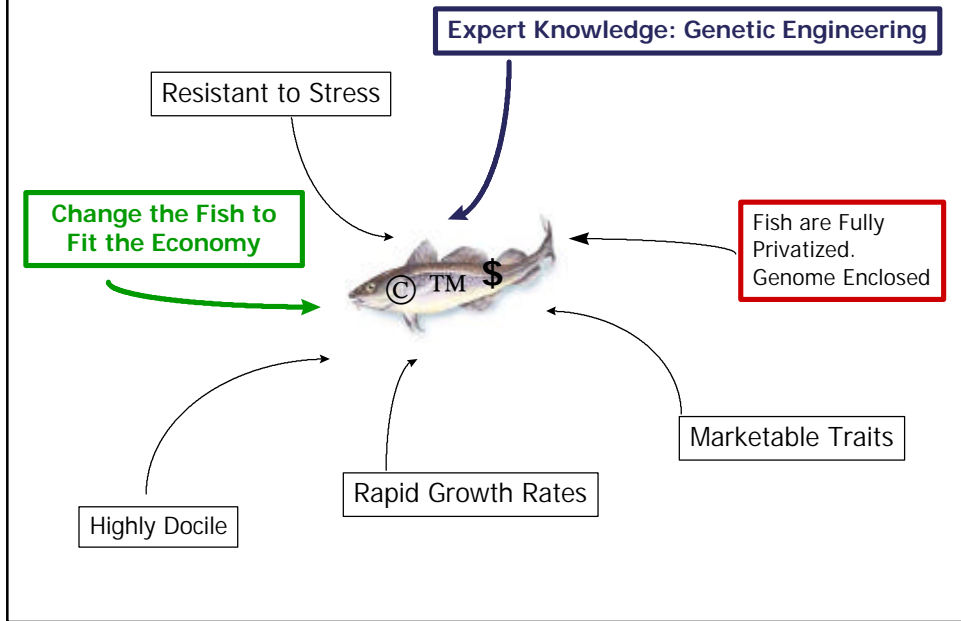 Expert Knowledge: Genetic Engineering
Resistant to Stress
Change the Fish to
Fit the Economy
Fish are Fully
Privatized.
Genome Enclosed
© TM $
Marketable Traits
Rapid Growth Rates
Highly Docile